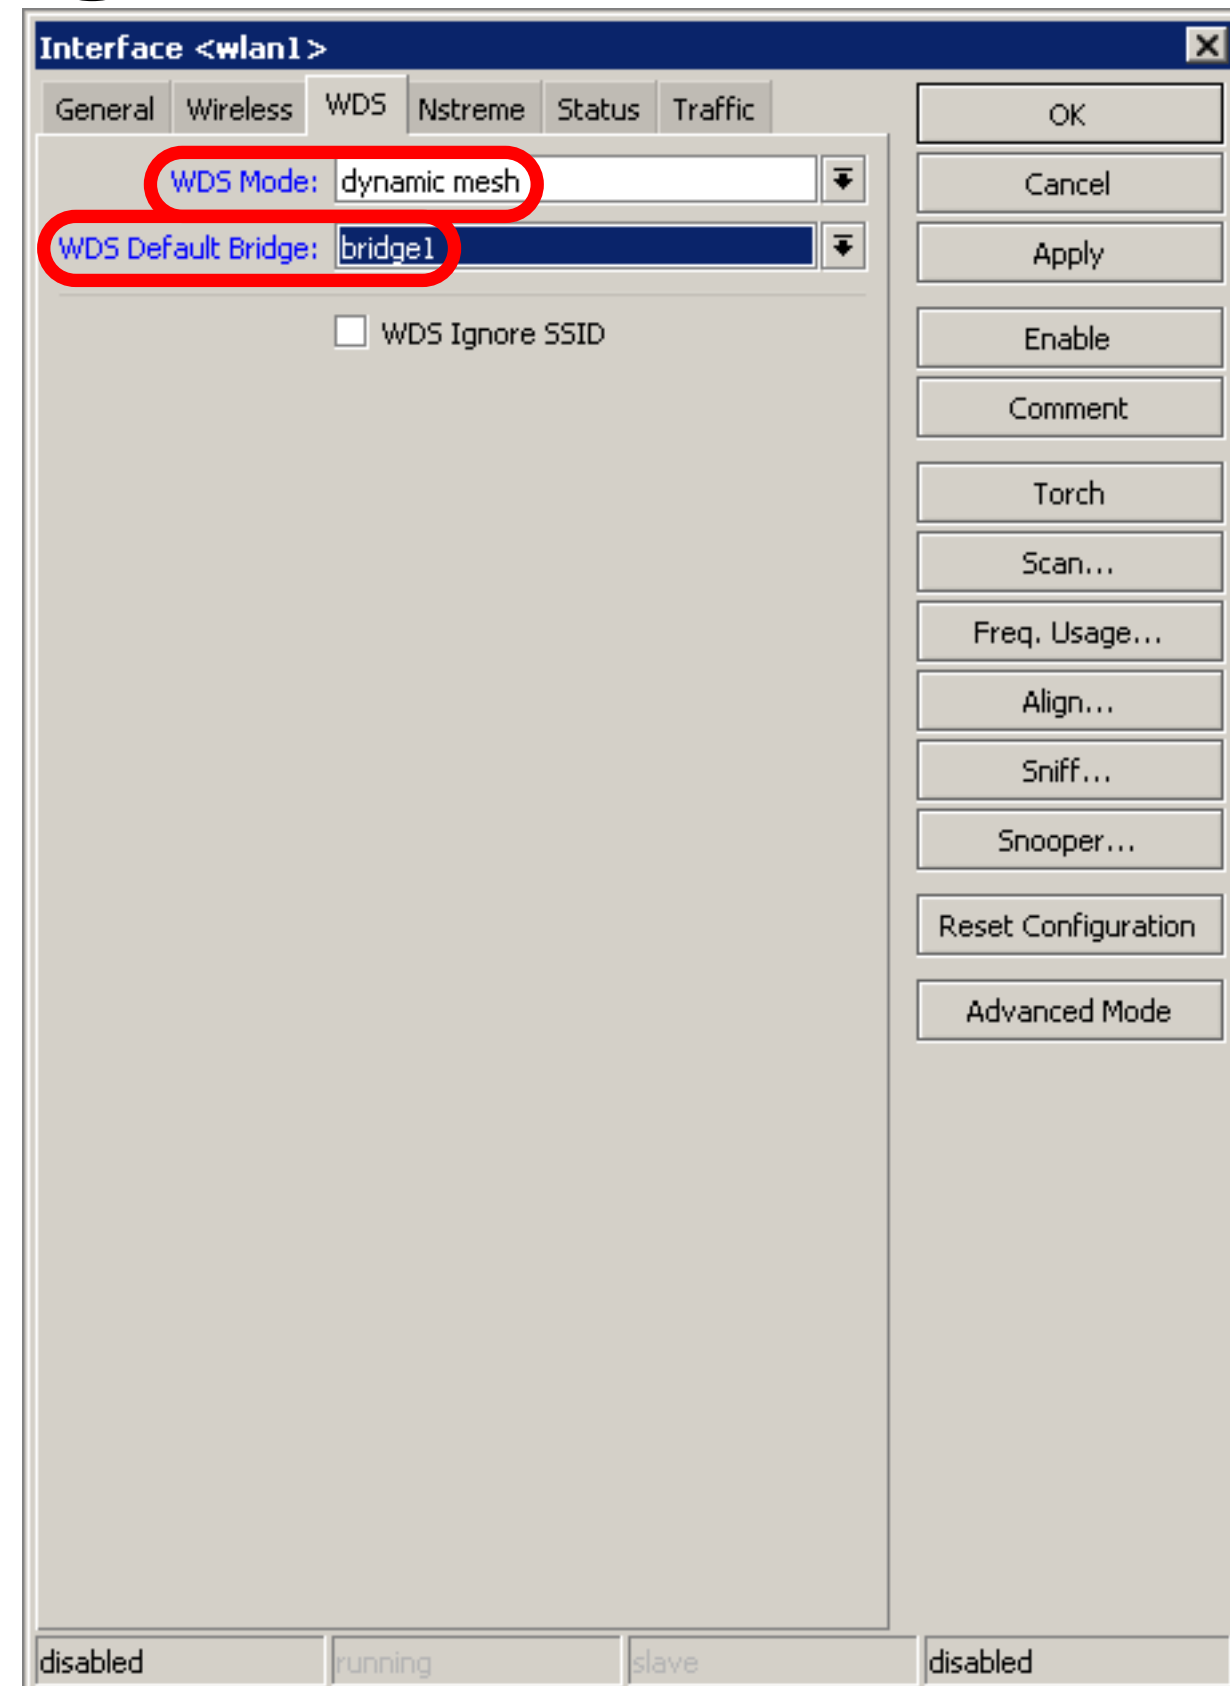 Interface <wlan1>
General Wireless WDS Nstreme Status Traffic
WDS Mode: dynamic mesh
WDS Default Bridge: bridge1
WDS Ignore SSID
OK
Cancel
Apply
Enable
Comment
Torch
Scan...
Freq. Usage...
Align...
Sniff...
Snooper...
Reset Configuration
Advanced Mode
disabled running slave disabled